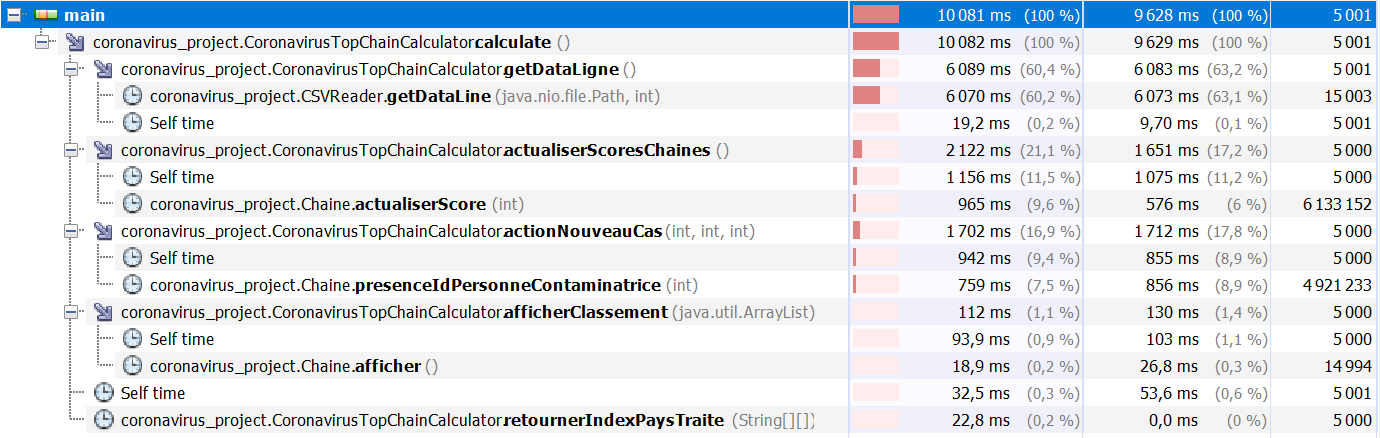 main 10 081 ms (100 %) 9 628 ms (100 %) 5 001
coronavirus_project.CoronavirusTopChainCalculator.calculate () 10 082 ms (100 %) 9 629 ms (100 %) 5 001
coronavirus_project.CoronavirusTopChainCalculator.getDataLigne () 6 089 ms (60,4 %) 6 083 ms (63,2 %) 5 001
coronavirus_project.CSVReader.getDataLine (java.nio.file.Path, int) 6 070 ms (60,2 %) 6 073 ms (63,1 %) 15 003
Self time 19,2 ms (0,2 %) 9,70 ms (0,1 %) 5 001
coronavirus_project.CoronavirusTopChainCalculator.actualiserScoresChaines () 2 122 ms (21,1 %) 1 651 ms (17,2 %) 5 000
Self time 1 156 ms (11,5 %) 1 075 ms (11,2 %) 5 000
coronavirus_project.Chaine.actualiserScore (int) 965 ms (9,6 %) 576 ms (6 %) 6 133 152
coronavirus_project.CoronavirusTopChainCalculator.actionNouveauCas (int, int, int) 1 702 ms (16,9 %) 1 712 ms (17,8 %) 5 000
Self time 942 ms (9,4 %) 855 ms (8,9 %) 5 000
coronavirus_project.Chaine.presenceIdPersonneContaminatrice (int) 759 ms (7,5 %) 856 ms (8,9 %) 4 921 233
coronavirus_project.CoronavirusTopChainCalculator.afficherClassement (java.util.ArrayList) 112 ms (1,1 %) 130 ms (1,4 %) 5 000
Self time 93,9 ms (0,9 %) 103 ms (1,1 %) 5 000
coronavirus_project.Chaine.afficher () 18,9 ms (0,2 %) 26,8 ms (0,3 %) 14 994
Self time 32,5 ms (0,3 %) 53,6 ms (0,6 %) 5 001
coronavirus_project.CoronavirusTopChainCalculator.retournerIndexPaysTraite (String[][]) 22,8 ms (0,2 %) 0,0 ms (0 %) 5 000